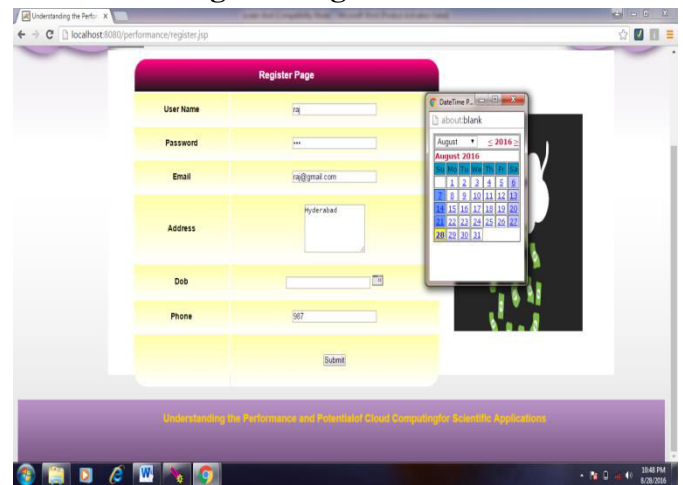 Understanding the Perfor
localhost:8080/performance/register.jsp
Register Page
User Name raj
Password •••
Email raj@gmail.com
Address Hyderabad
Dob
Phone 987
Submit
DateTime P...
about:blank
August ≤ 2016 ≥
August 2016
Su Mo Tu We Th Fr Sa
1 2 3 4 5 6
7 8 9 10 11 12 13
14 15 16 17 18 19 20
21 22 23 24 25 26 27
28 29 30 31
Understanding the Performance and Potentialof Cloud Computingfor Scientific Applications
10:48 PM
8/28/2016